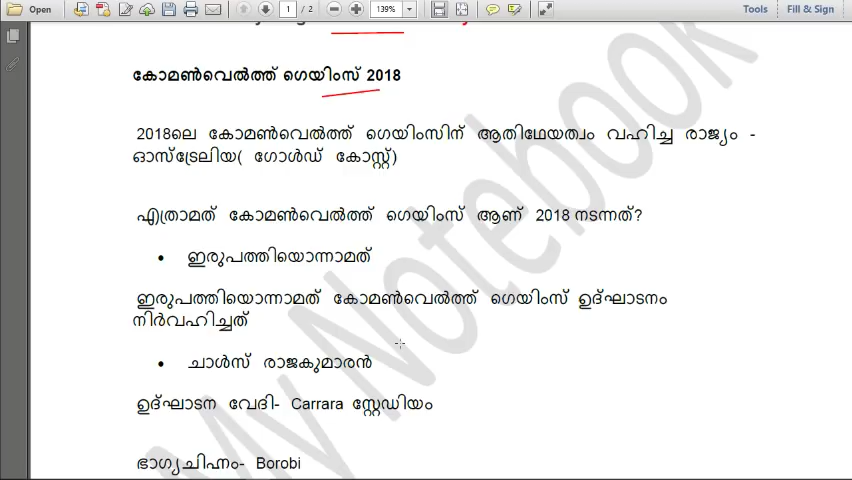 Open
1
/ 2
139%
Tools
Fill & Sign
കോമൺവെൽത്ത് ഗെയിംസ് 2018
2018ലെ കോമൺവെൽത്ത് ഗെയിംസിന് ആതിഥേയത്വം വഹിച്ച രാജ്യം -
ഓസ്ട്രേലിയ( ഗോൾഡ് കോസ്റ്റ്)
എത്രാമത് കോമൺവെൽത്ത് ഗെയിംസ് ആണ് 2018 നടന്നത്?
• ഇരുപത്തിയൊന്നാമത്
ഇരുപത്തിയൊന്നാമത് കോമൺവെൽത്ത് ഗെയിംസ് ഉദ്ഘാടനം
നിർവഹിച്ചത്
• ചാൾസ് രാജകുമാരൻ
ഉദ്ഘാടന വേദി- Carrara സ്റ്റേഡിയം
ഭാഗ്യചിഹ്നം- Borobi
My Notebook